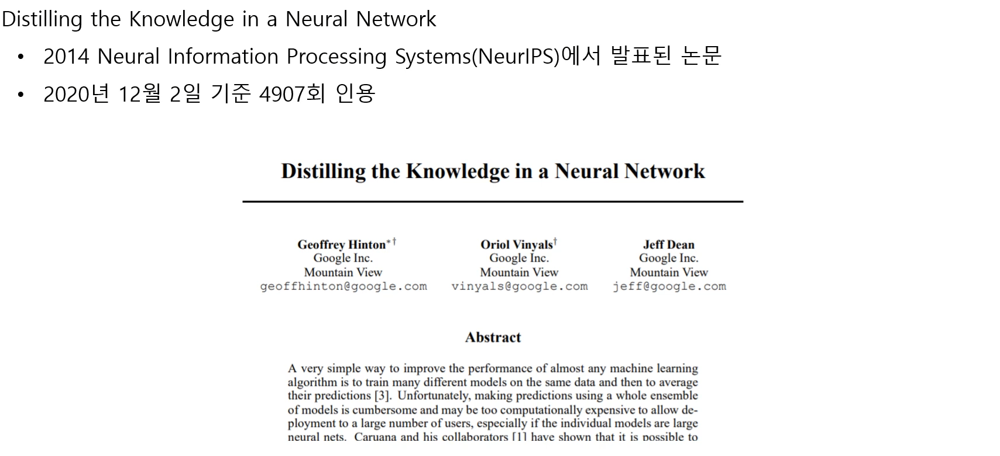 Distilling the Knowledge in a Neural Network
• 2014 Neural Information Processing Systems(NeurIPS)에서 발표된 논문
• 2020년 12월 2일 기준 4907회 인용
Distilling the Knowledge in a Neural Network
Geoffrey Hinton*† Oriol Vinyals† Jeff Dean
Google Inc. Google Inc. Google Inc.
Mountain View Mountain View Mountain View
geoffhinton@google.com vinyals@google.com jeff@google.com
Abstract
A very simple way to improve the performance of almost any machine learning
algorithm is to train many different models on the same data and then to average
their predictions [3]. Unfortunately, making predictions using a whole ensemble
of models is cumbersome and may be too computationally expensive to allow de-
ployment to a large number of users, especially if the individual models are large
neural nets. Caruana and his collaborators [1] have shown that it is possible to